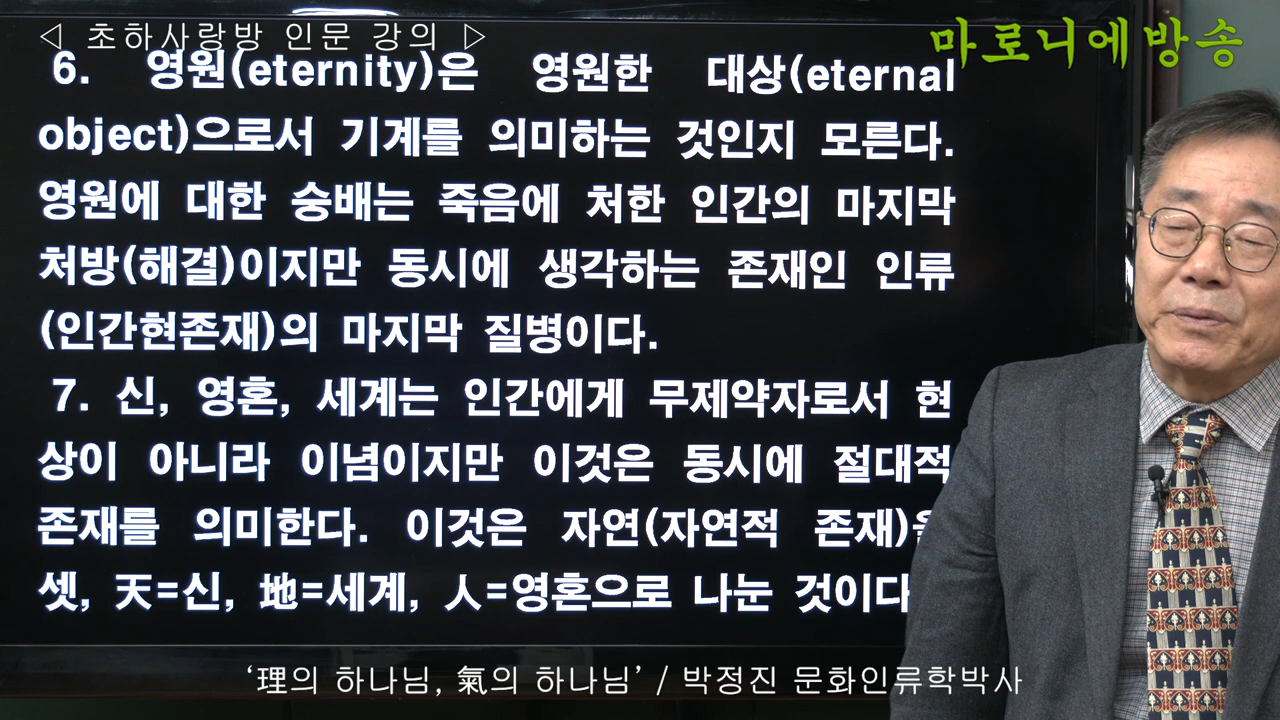 ◁ 초하사랑방 인문 강의 ▷
마로니에방송
6. 영원(eternity)은 영원한 대상(eternal
object)으로서 기계를 의미하는 것인지 모른다.
영원에 대한 숭배는 죽음에 처한 인간의 마지막
처방(해결)이지만 동시에 생각하는 존재인 인류
(인간현존재)의 마지막 질병이다.
7. 신, 영혼, 세계는 인간에게 무제약자로서 현
상이 아니라 이념이지만 이것은 동시에 절대적
존재를 의미한다. 이것은 자연(자연적 존재)을
셋, 天=신, 地=세계, 人=영혼으로 나눈 것이다
‘理의 하나님, 氣의 하나님’ / 박정진 문화인류학박사